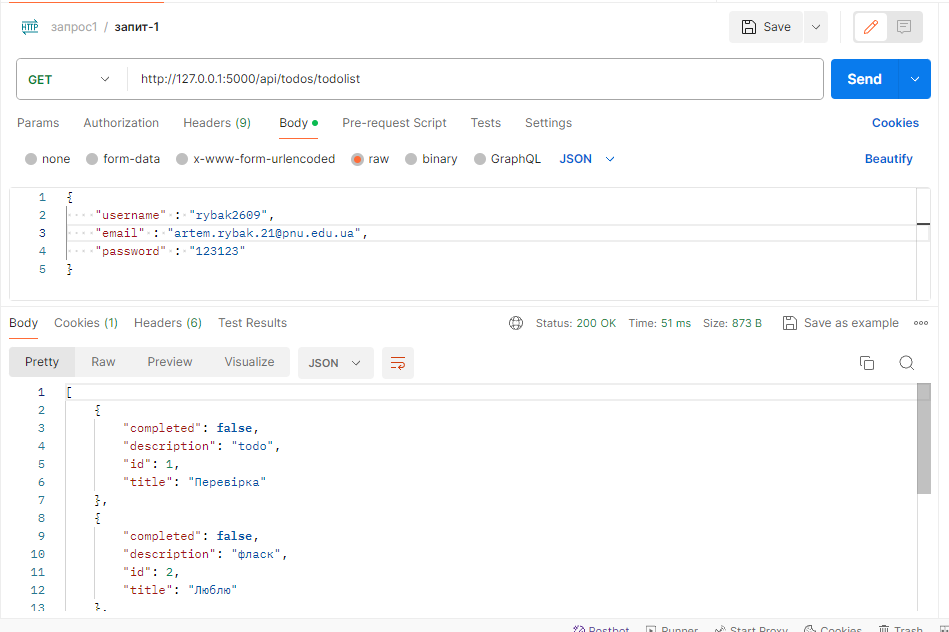 HTTP запрос1 / запит-1 Save
GET http://127.0.0.1:5000/api/todos/todolist Send
Params Authorization Headers (9) Body Pre-request Script Tests Settings Cookies
none form-data x-www-form-urlencoded raw binary GraphQL JSON Beautify
1 {
2 "username" : "rybak2609",
3 "email" : "artem.rybak.21@pnu.edu.ua",
4 "password" : "123123"
5 }
Body Cookies (1) Headers (6) Test Results Status: 200 OK Time: 51 ms Size: 873 B Save as example
Pretty Raw Preview Visualize JSON
1 [
2 {
3 "completed": false,
4 "description": "todo",
5 "id": 1,
6 "title": "Перевірка"
7 },
8 {
9 "completed": false,
10 "description": "фласк",
11 "id": 2,
12 "title": "Люблю"
13 },
Postbot Runner Start Proxy Cookies Trash